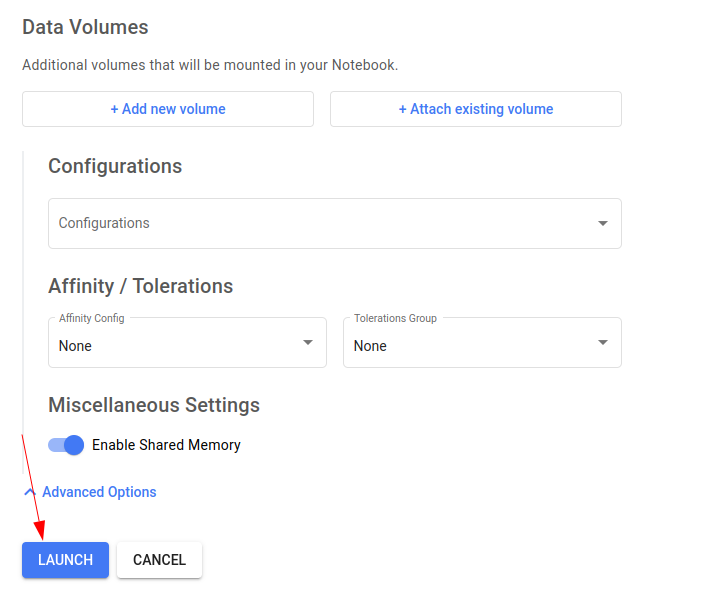 Data Volumes
Additional volumes that will be mounted in your Notebook.
+ Add new volume
+ Attach existing volume
Configurations
Configurations
Affinity / Tolerations
Affinity Config
None
Tolerations Group
None
Miscellaneous Settings
Enable Shared Memory
Advanced Options
LAUNCH
CANCEL